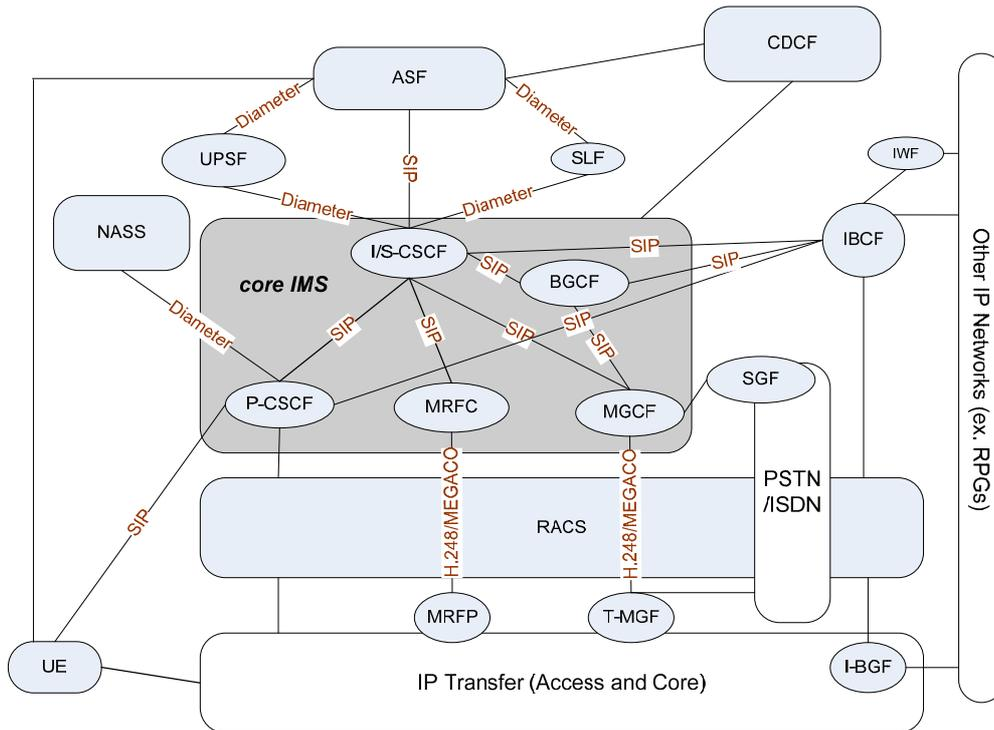 CDCF
ASF
Diameter
Diameter
UPSF
SIP
SLF
IWF
Diameter
Diameter
NASS
I/S-CSCF
SIP
IBCF
core IMS
SIP
BGCF
SIP
Other IP Networks (ex. RPGs)
Diameter
SIP
SIP
SIP
SIP
SIP
P-CSCF
MRFC
MGCF
SGF
PSTN
/ISDN
SIP
H.248/MEGACO
RACS
H.248/MEGACO
MRFP
T-MGF
UE
IP Transfer (Access and Core)
I-BGF